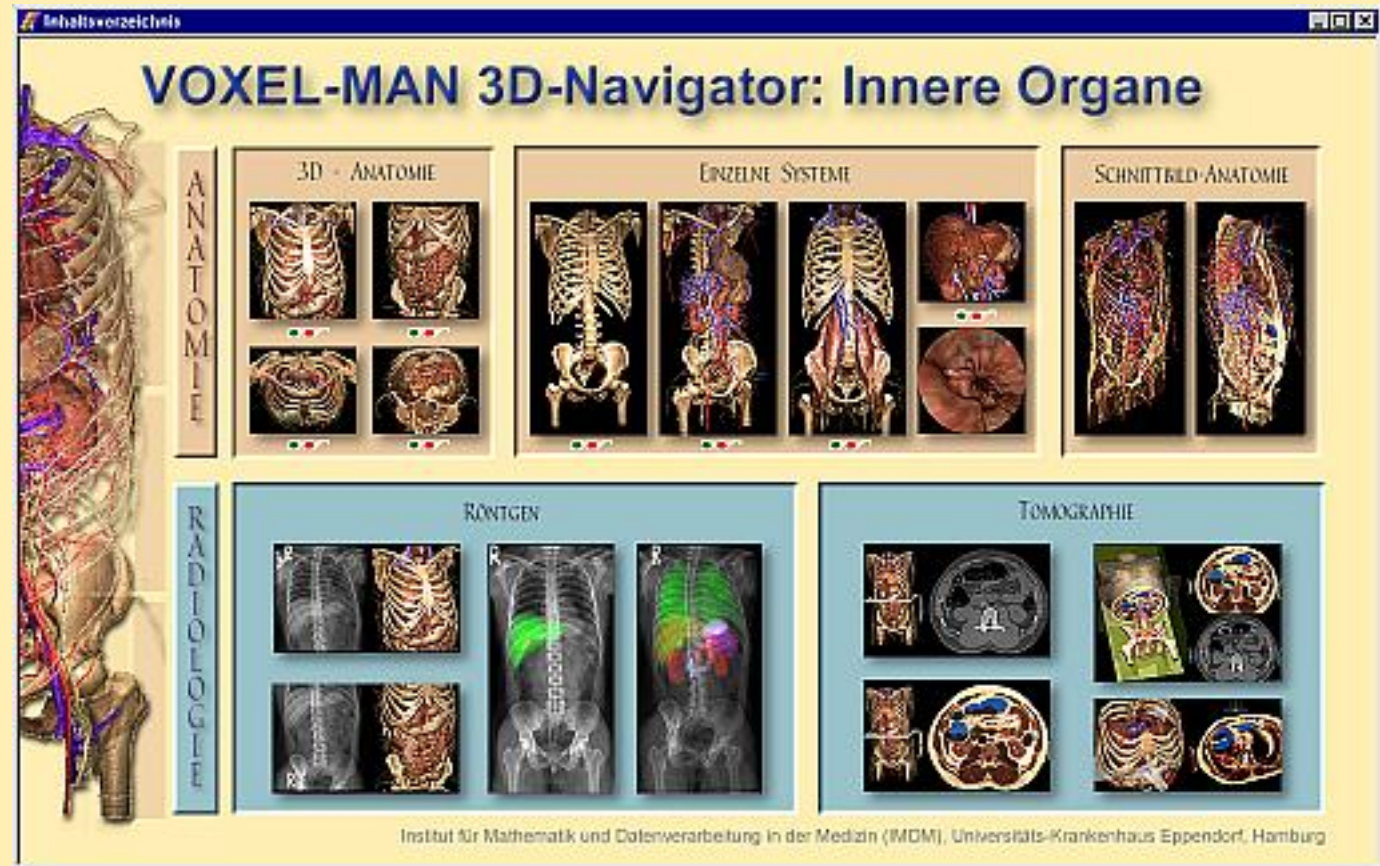 Inhaltsverzeichnis
VOXEL-MAN 3D-Navigator: Innere Organe
ANATOMIE
3D - ANATOMIE
EINZELNE SYSTEME
SCHNITTBILD-ANATOMIE
RADIOLOGIE
RÖNTGEN
TOMOGRAPHIE
R
R
R
R
Institut für Mathematik und Datenverarbeitung in der Medizin (IMDM), Universitäts-Krankenhaus Eppendorf, Hamburg